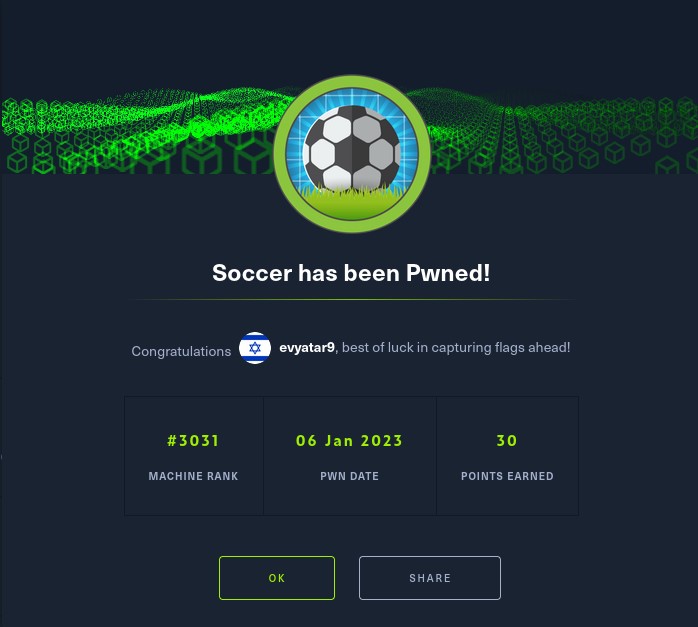 Soccer has been Pwned!
Congratulations evyatar9, best of luck in capturing flags ahead!
#3031 06 Jan 2023 30
MACHINE RANK PWN DATE POINTS EARNED
OK SHARE